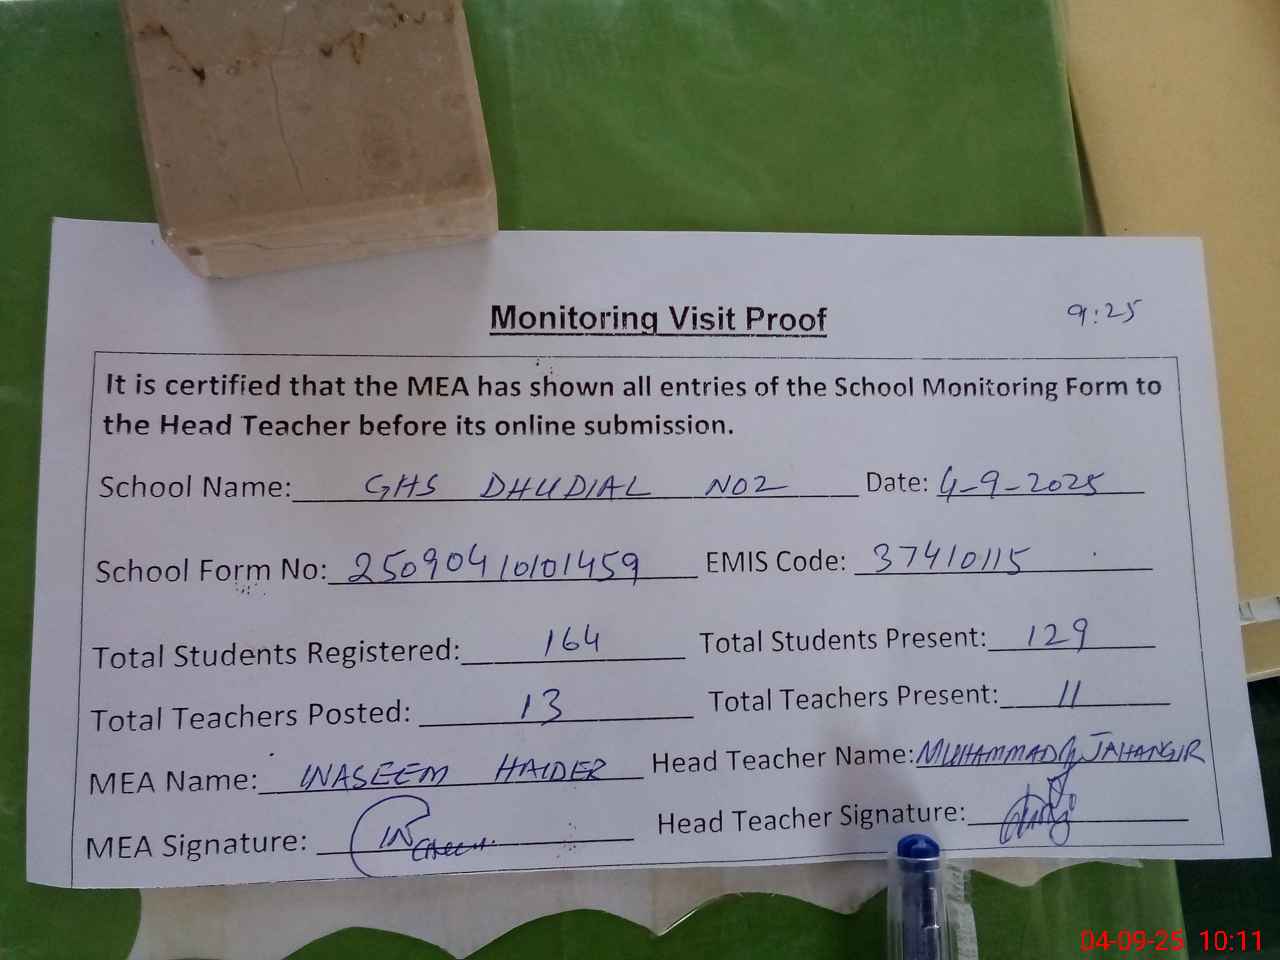 Monitoring Visit Proof 9:25
It is certified that the MEA has shown all entries of the School Monitoring Form to
the Head Teacher before its online submission.
School Name: GHS DHUDIAL NO2 Date: 4-9-2025
School Form No: 25090410101459 EMIS Code: 37410115
Total Students Registered: 164 Total Students Present: 129
Total Teachers Posted: 13 Total Teachers Present: 11
MEA Name: WASEEM HAIDER Head Teacher Name: MUHAMMAD JAHANGIR
MEA Signature: Head Teacher Signature:
04-09-25 10:11